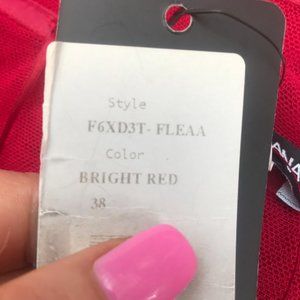 Style
F6XD3T- FLEAA
Color
BRIGHT RED
38